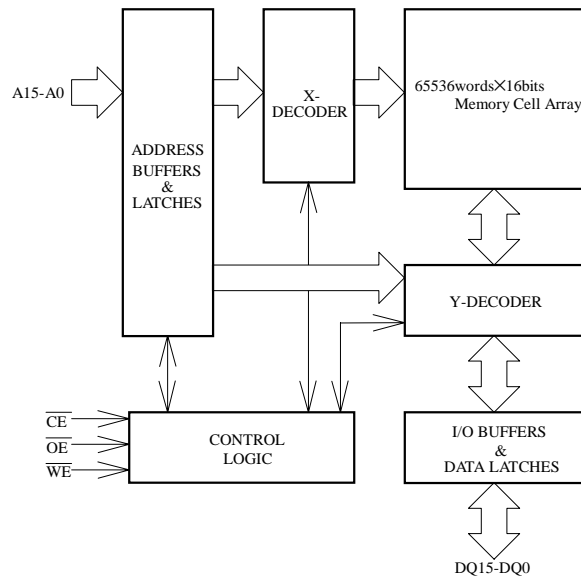 A15-A0
ADDRESS
BUFFERS
&
LATCHES
X-
DECODER
65536words×16bits
Memory Cell Array
Y-DECODER
CE
OE
WE
CONTROL
LOGIC
I/O BUFFERS
&
DATA LATCHES
DQ15-DQ0